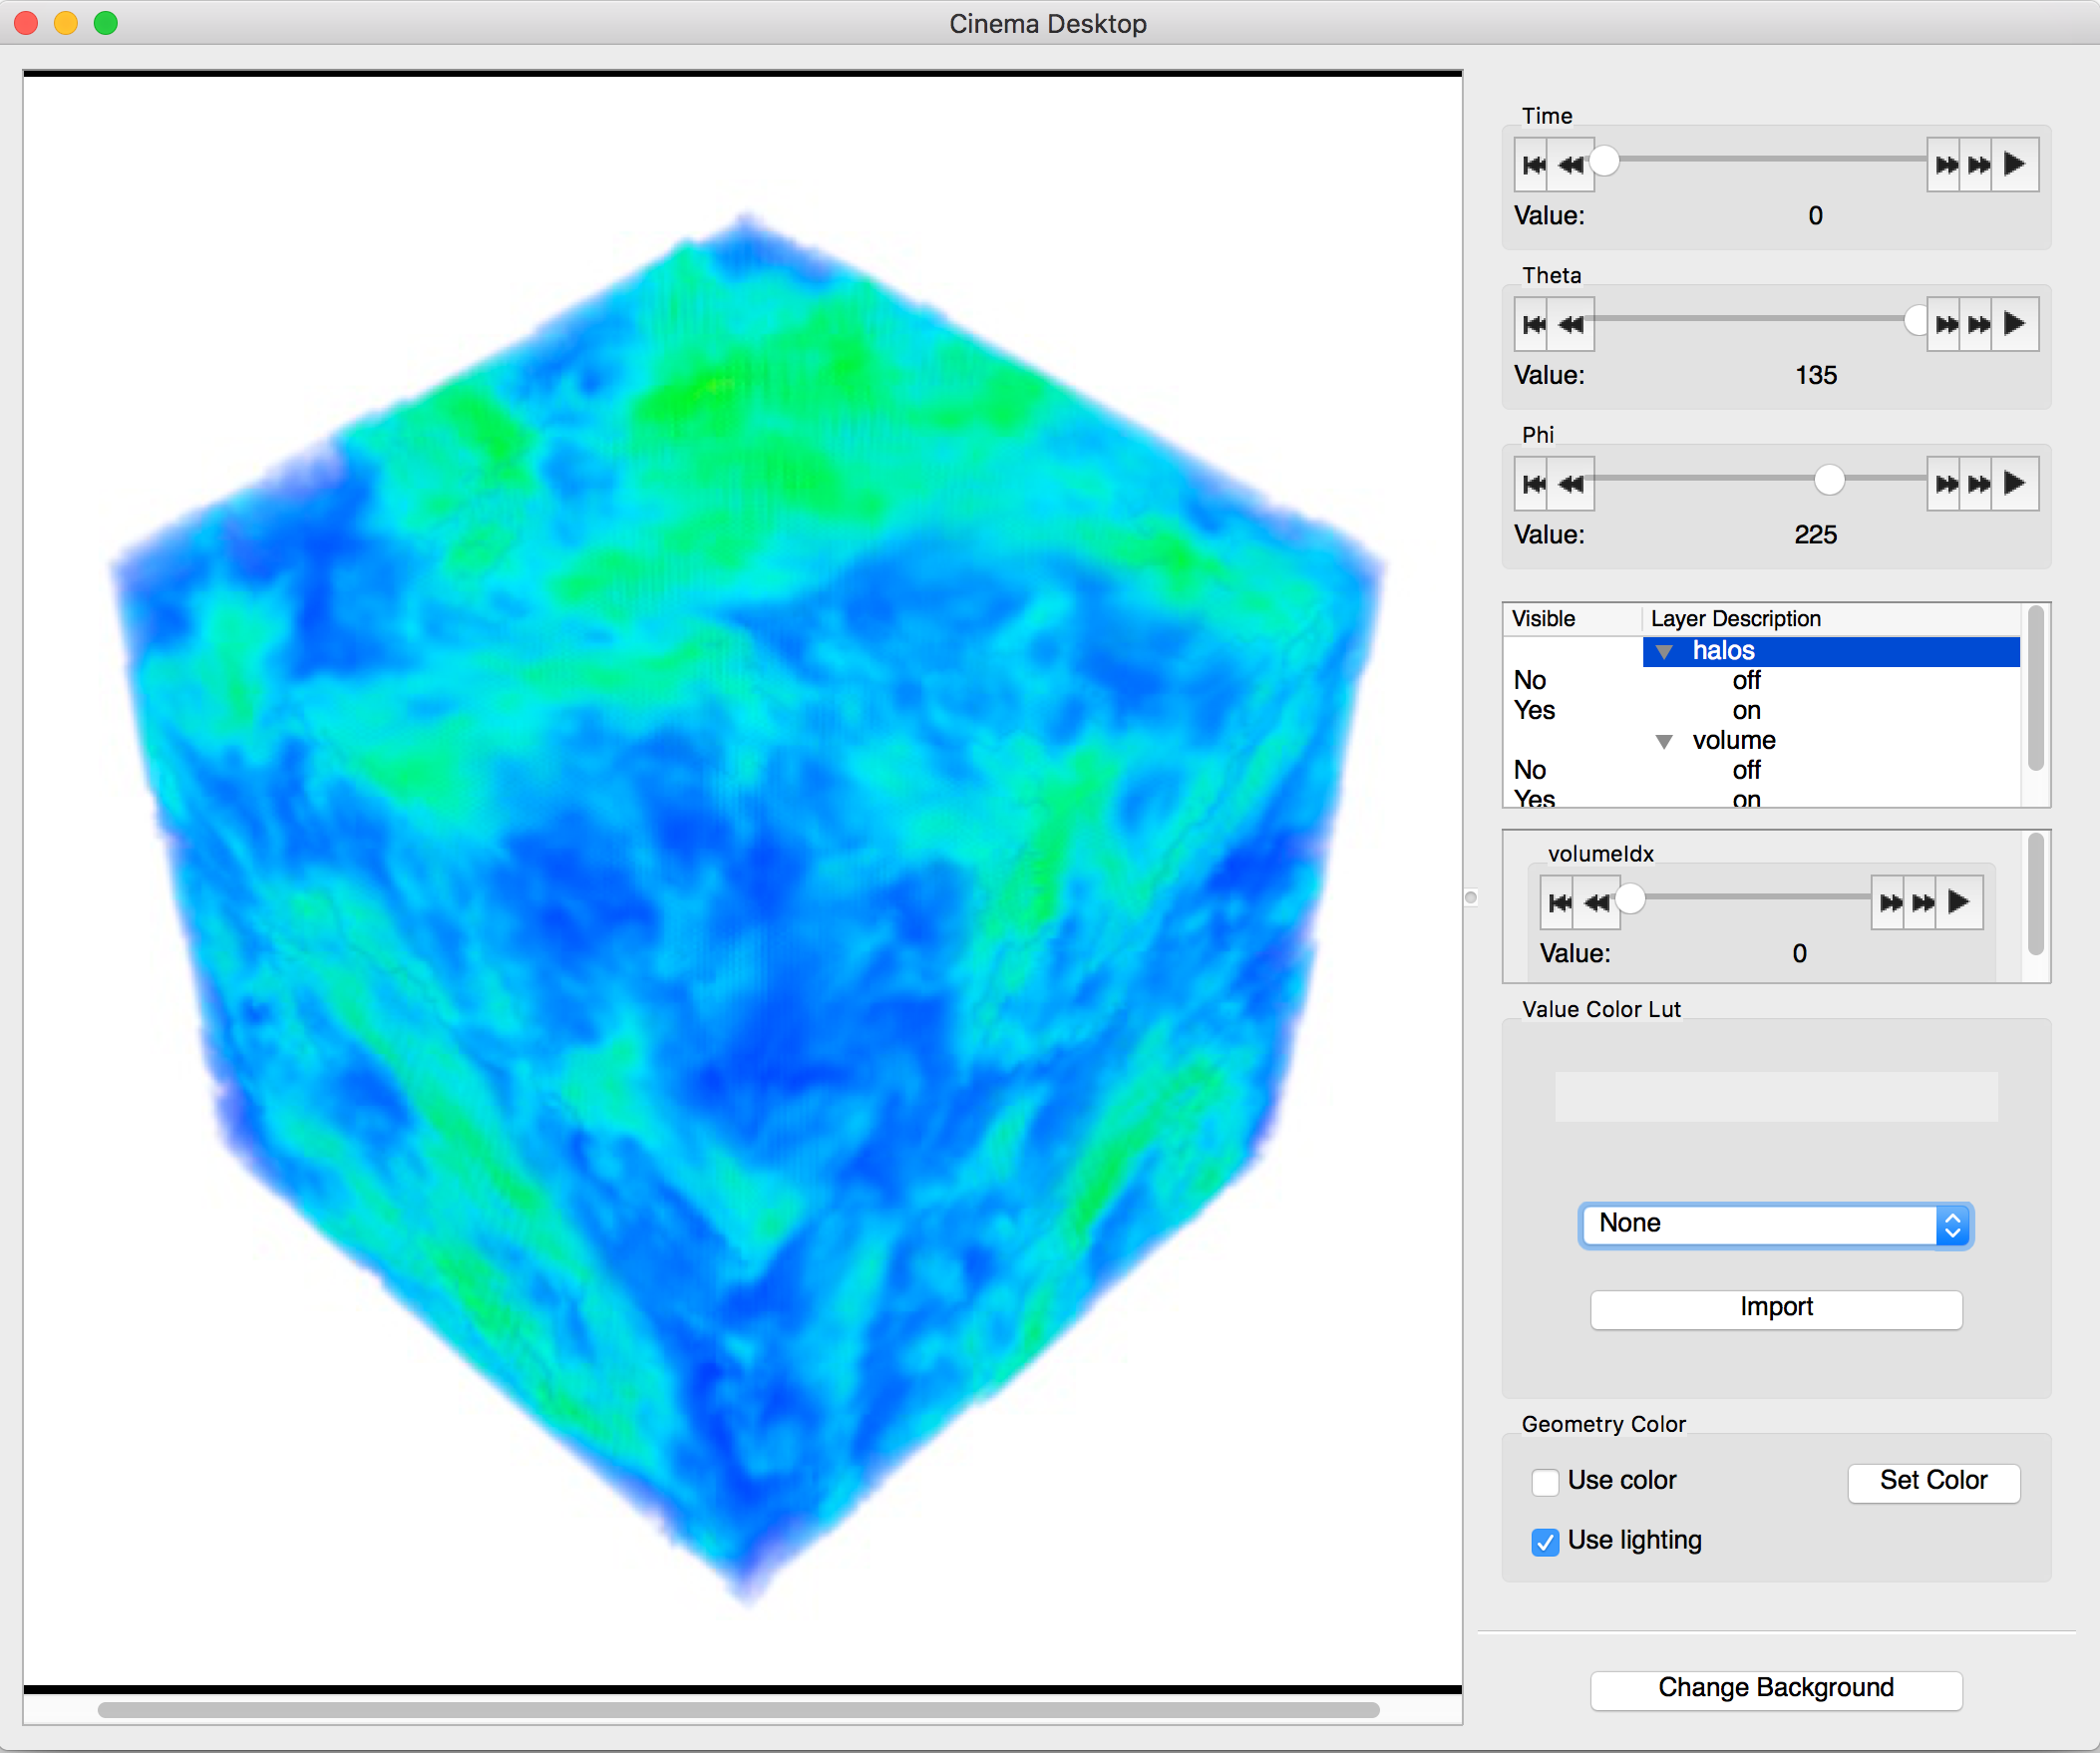 Cinema Desktop
Time
Value: 0
Theta
Value: 135
Phi
Value: 225
Visible Layer Description
halos
No off
Yes on
volume
No off
Yes on
volumeIdx
Value: 0
Value Color Lut
None
Import
Geometry Color
Use color Set Color
Use lighting
Change Background